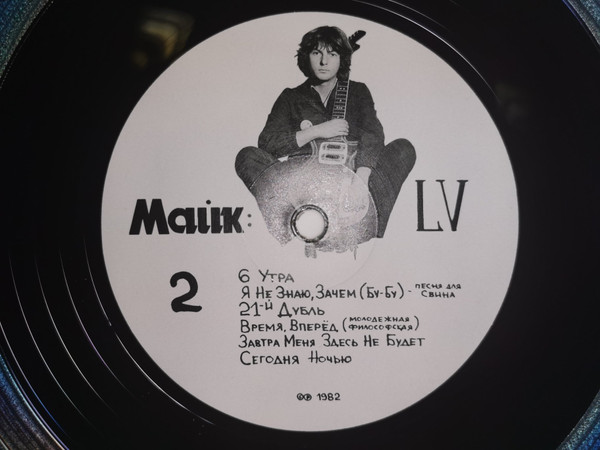 Майк: LV
2
6 Утра
Я Не Знаю, Зачем (Бу-Бу) - песня для Свина
21-й Дубль
Время, Вперёд (молодежная философская)
Завтра Меня Здесь Не Будет
Сегодня Ночью
©℗ 1982